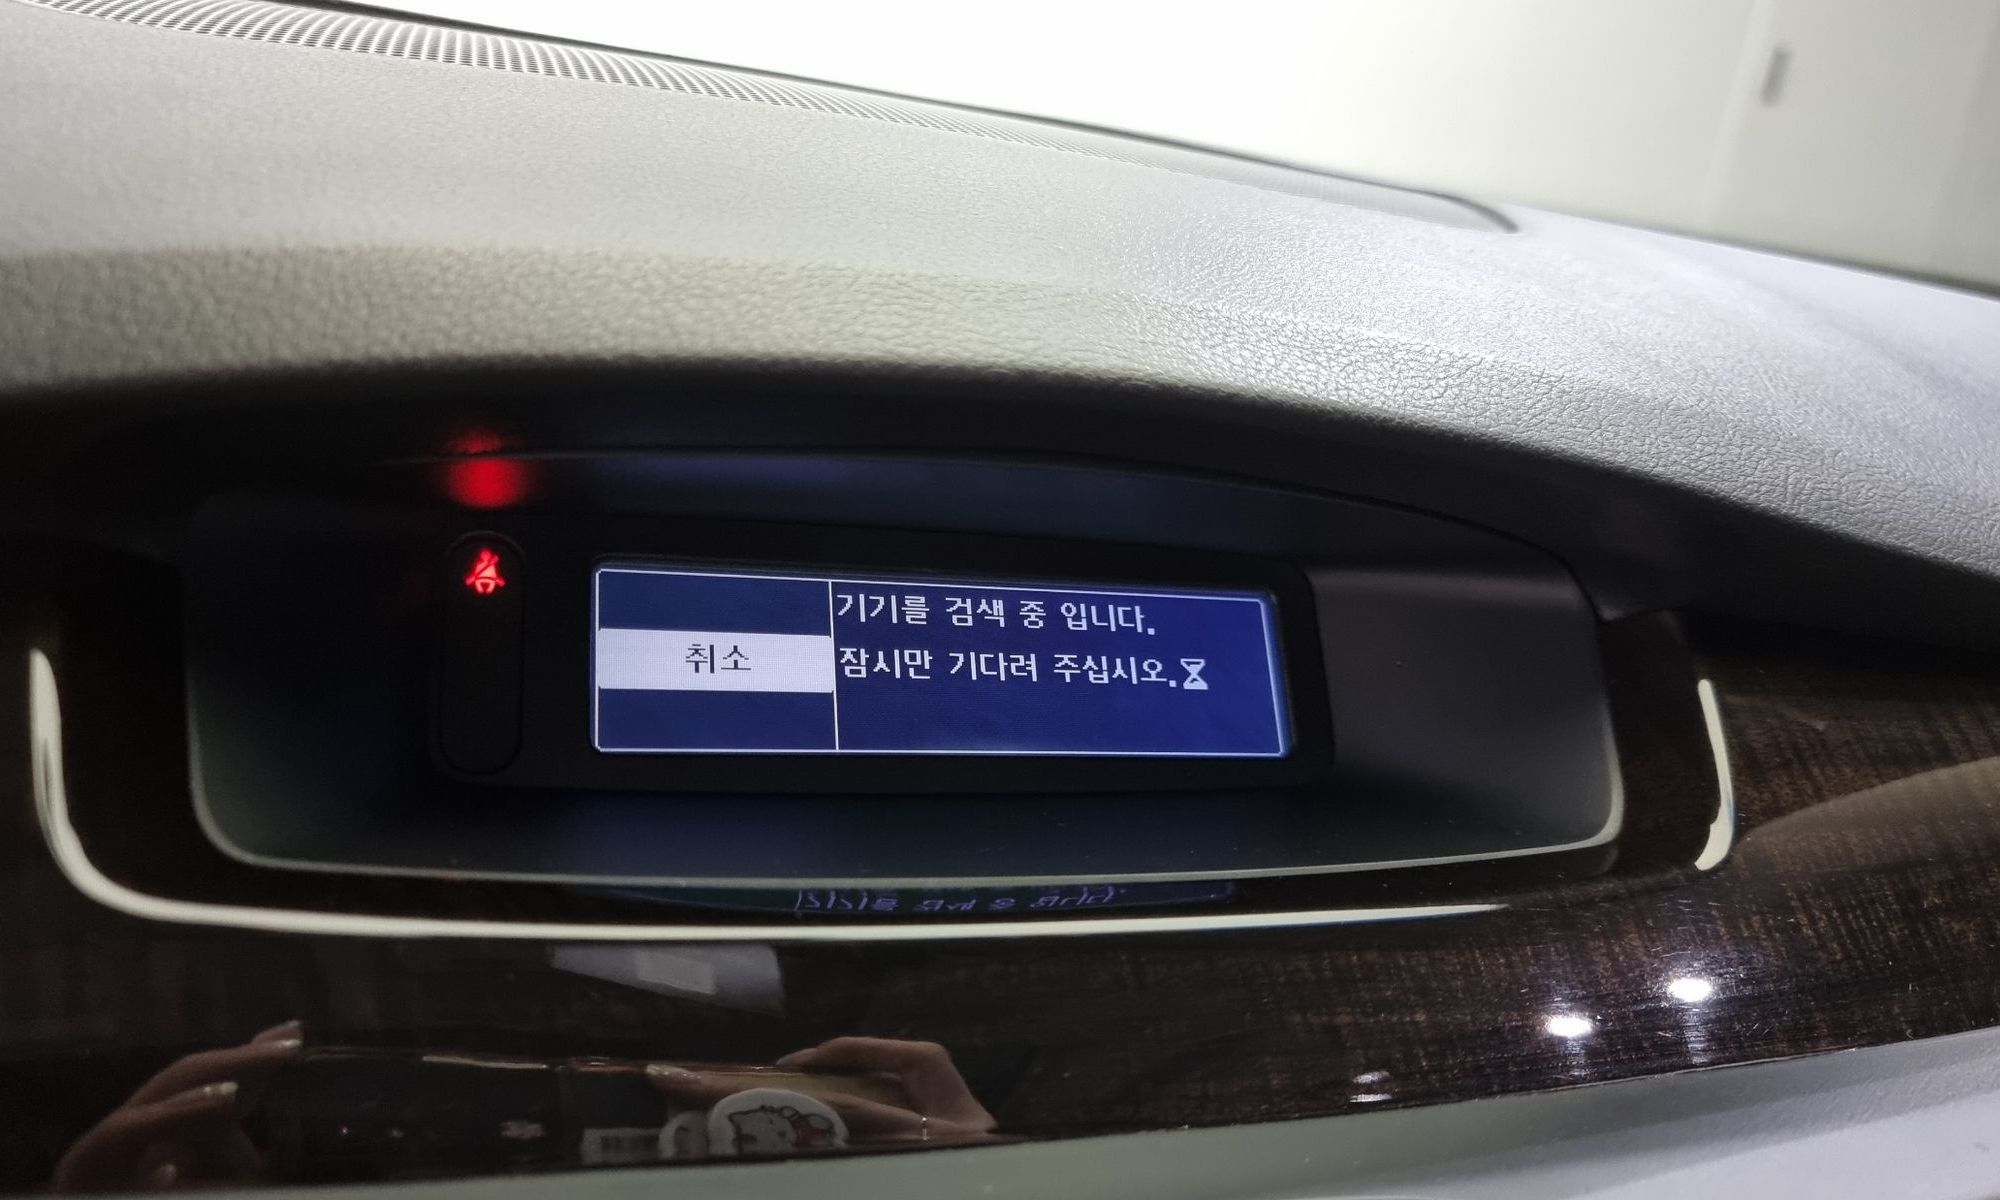 기기를 검색 중 입니다.
취소
잠시만 기다려 주십시오.